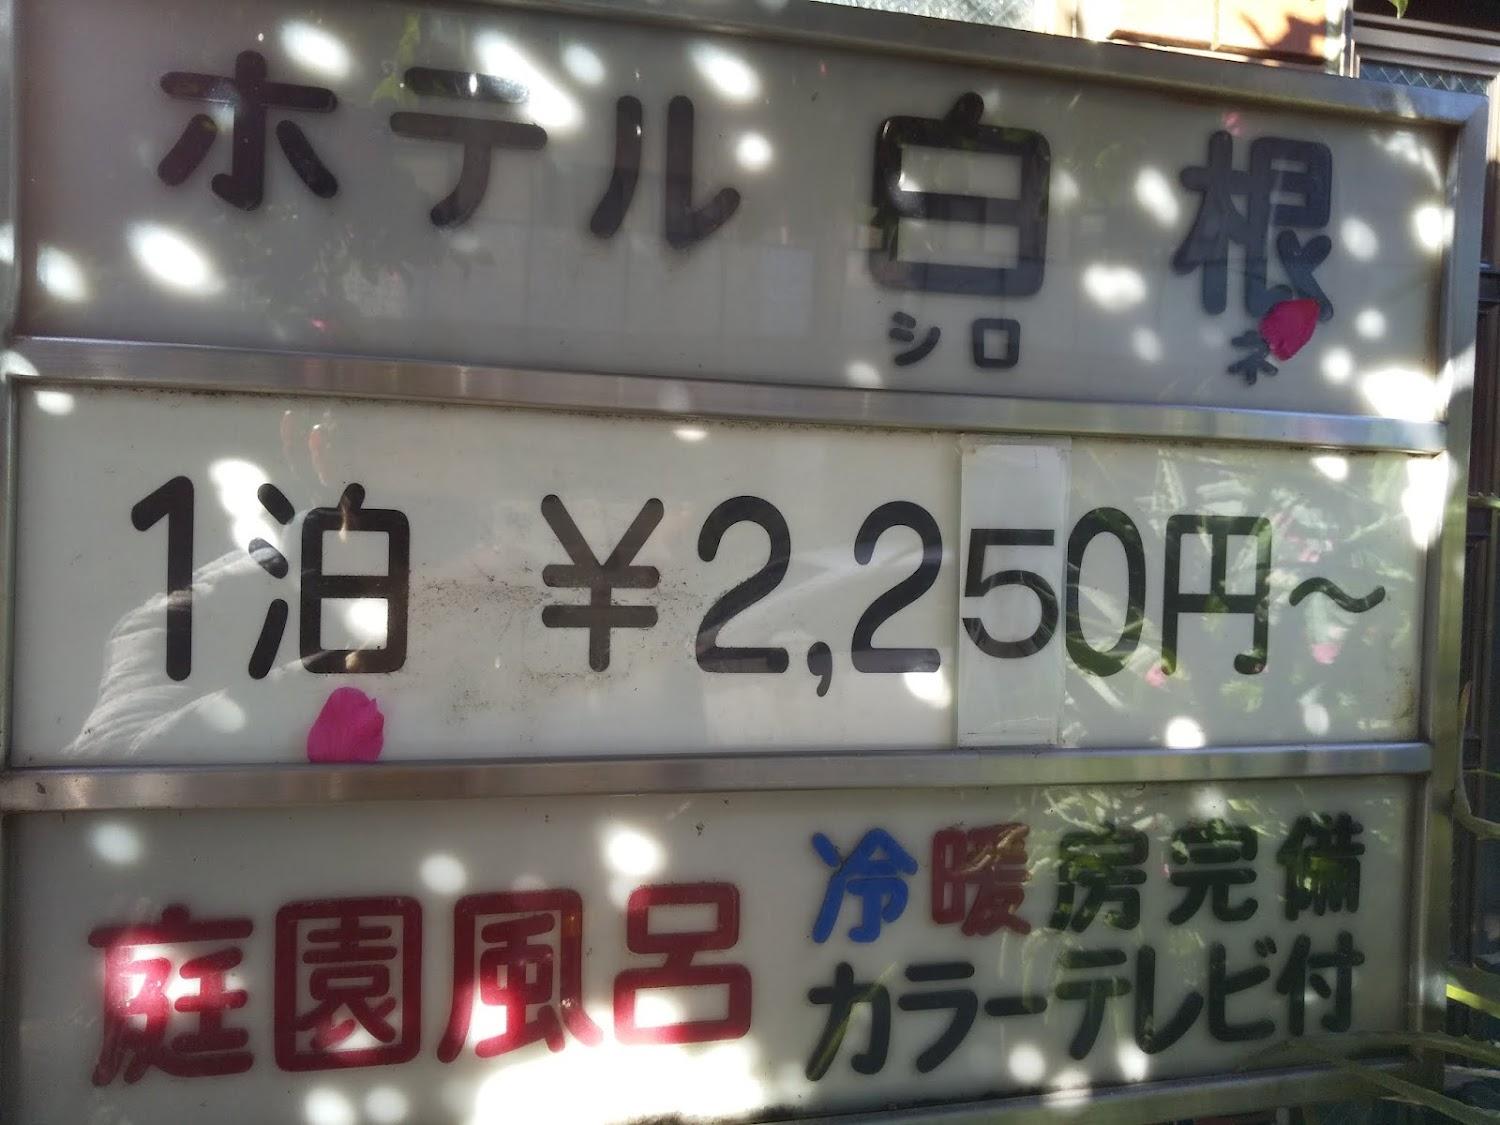 ホテル 白根
シロ ネ
1泊 ¥2,250円～
庭園風呂
冷暖房完備
カラーテレビ付